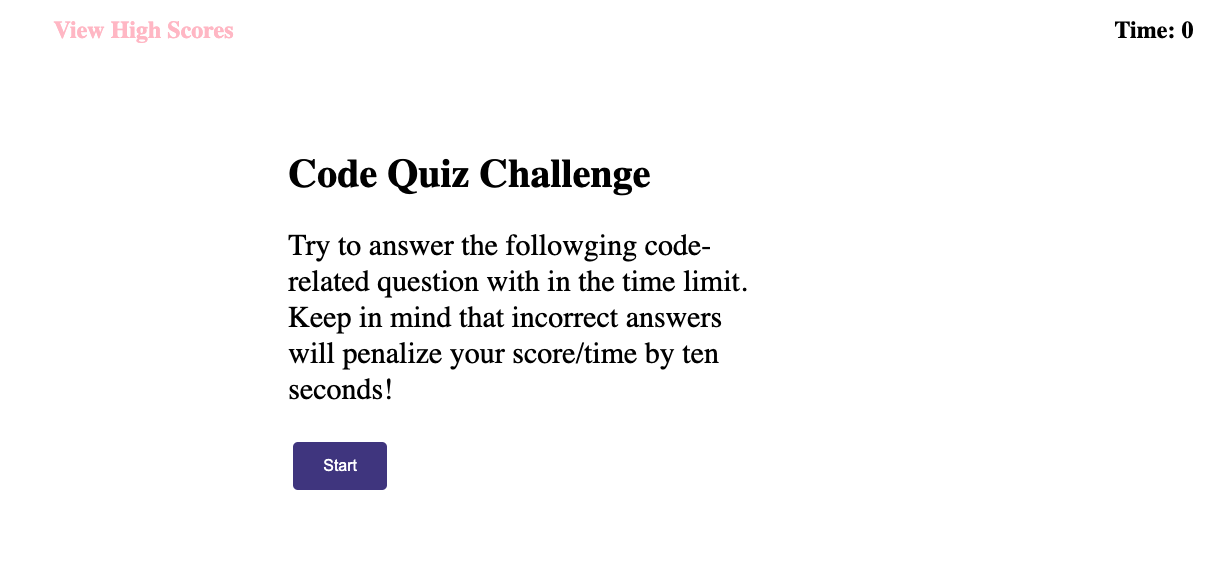 View High Scores
Time: 0
Code Quiz Challenge
Try to answer the followging code-
related question with in the time limit.
Keep in mind that incorrect answers
will penalize your score/time by ten
seconds!
Start